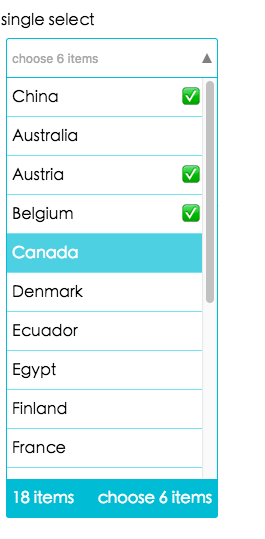 single select
choose 6 items
China
Australia
Austria
Belgium
Canada
Denmark
Ecuador
Egypt
Finland
France
18 items choose 6 items